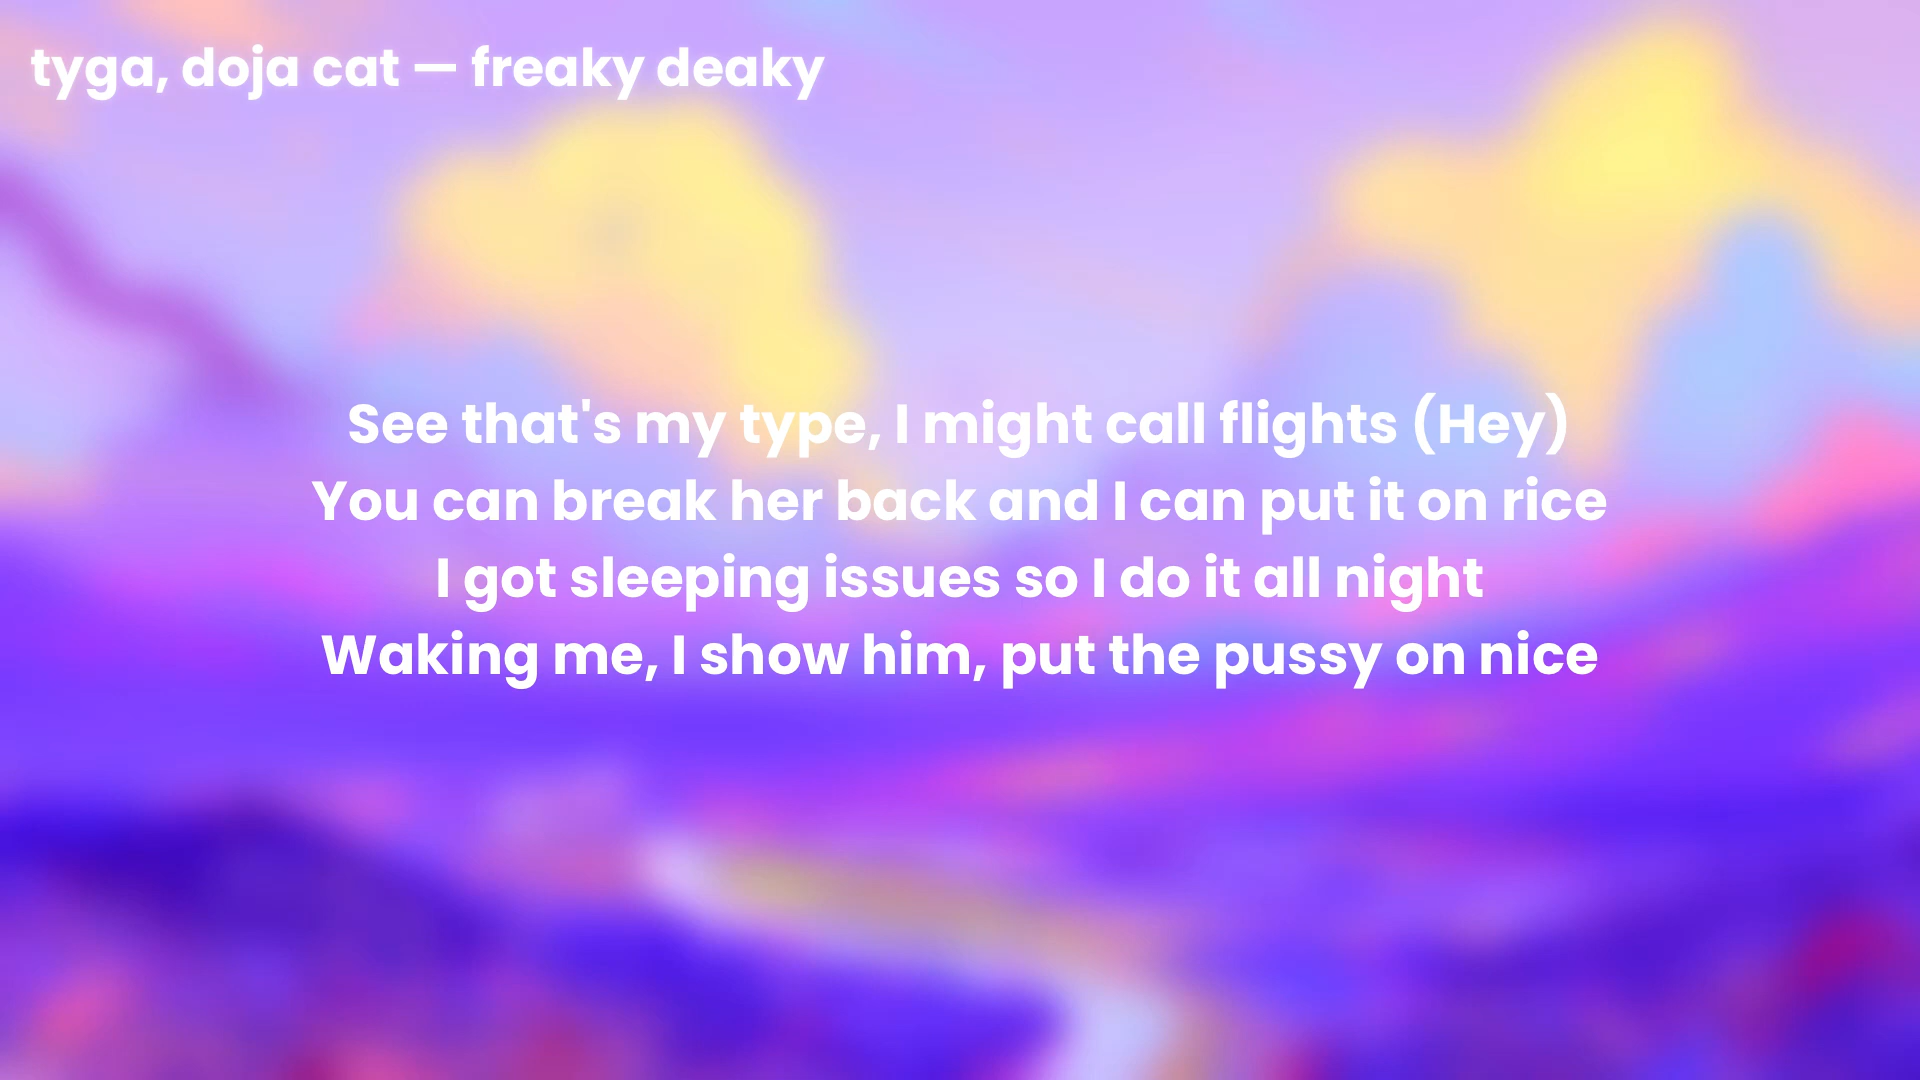 tyga, doja cat — freaky deaky
See that's my type, I might call flights (Hey)
You can break her back and I can put it on rice
I got sleeping issues so I do it all night
Waking me, I show him, put the pussy on nice